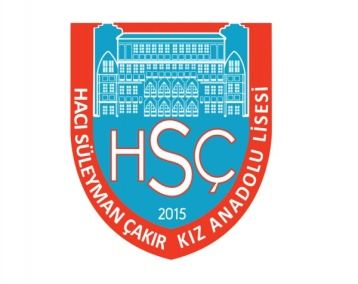 HSÇ
2015
HACI SÜLEYMAN ÇAKIR KIZ ANADOLU LİSESİ